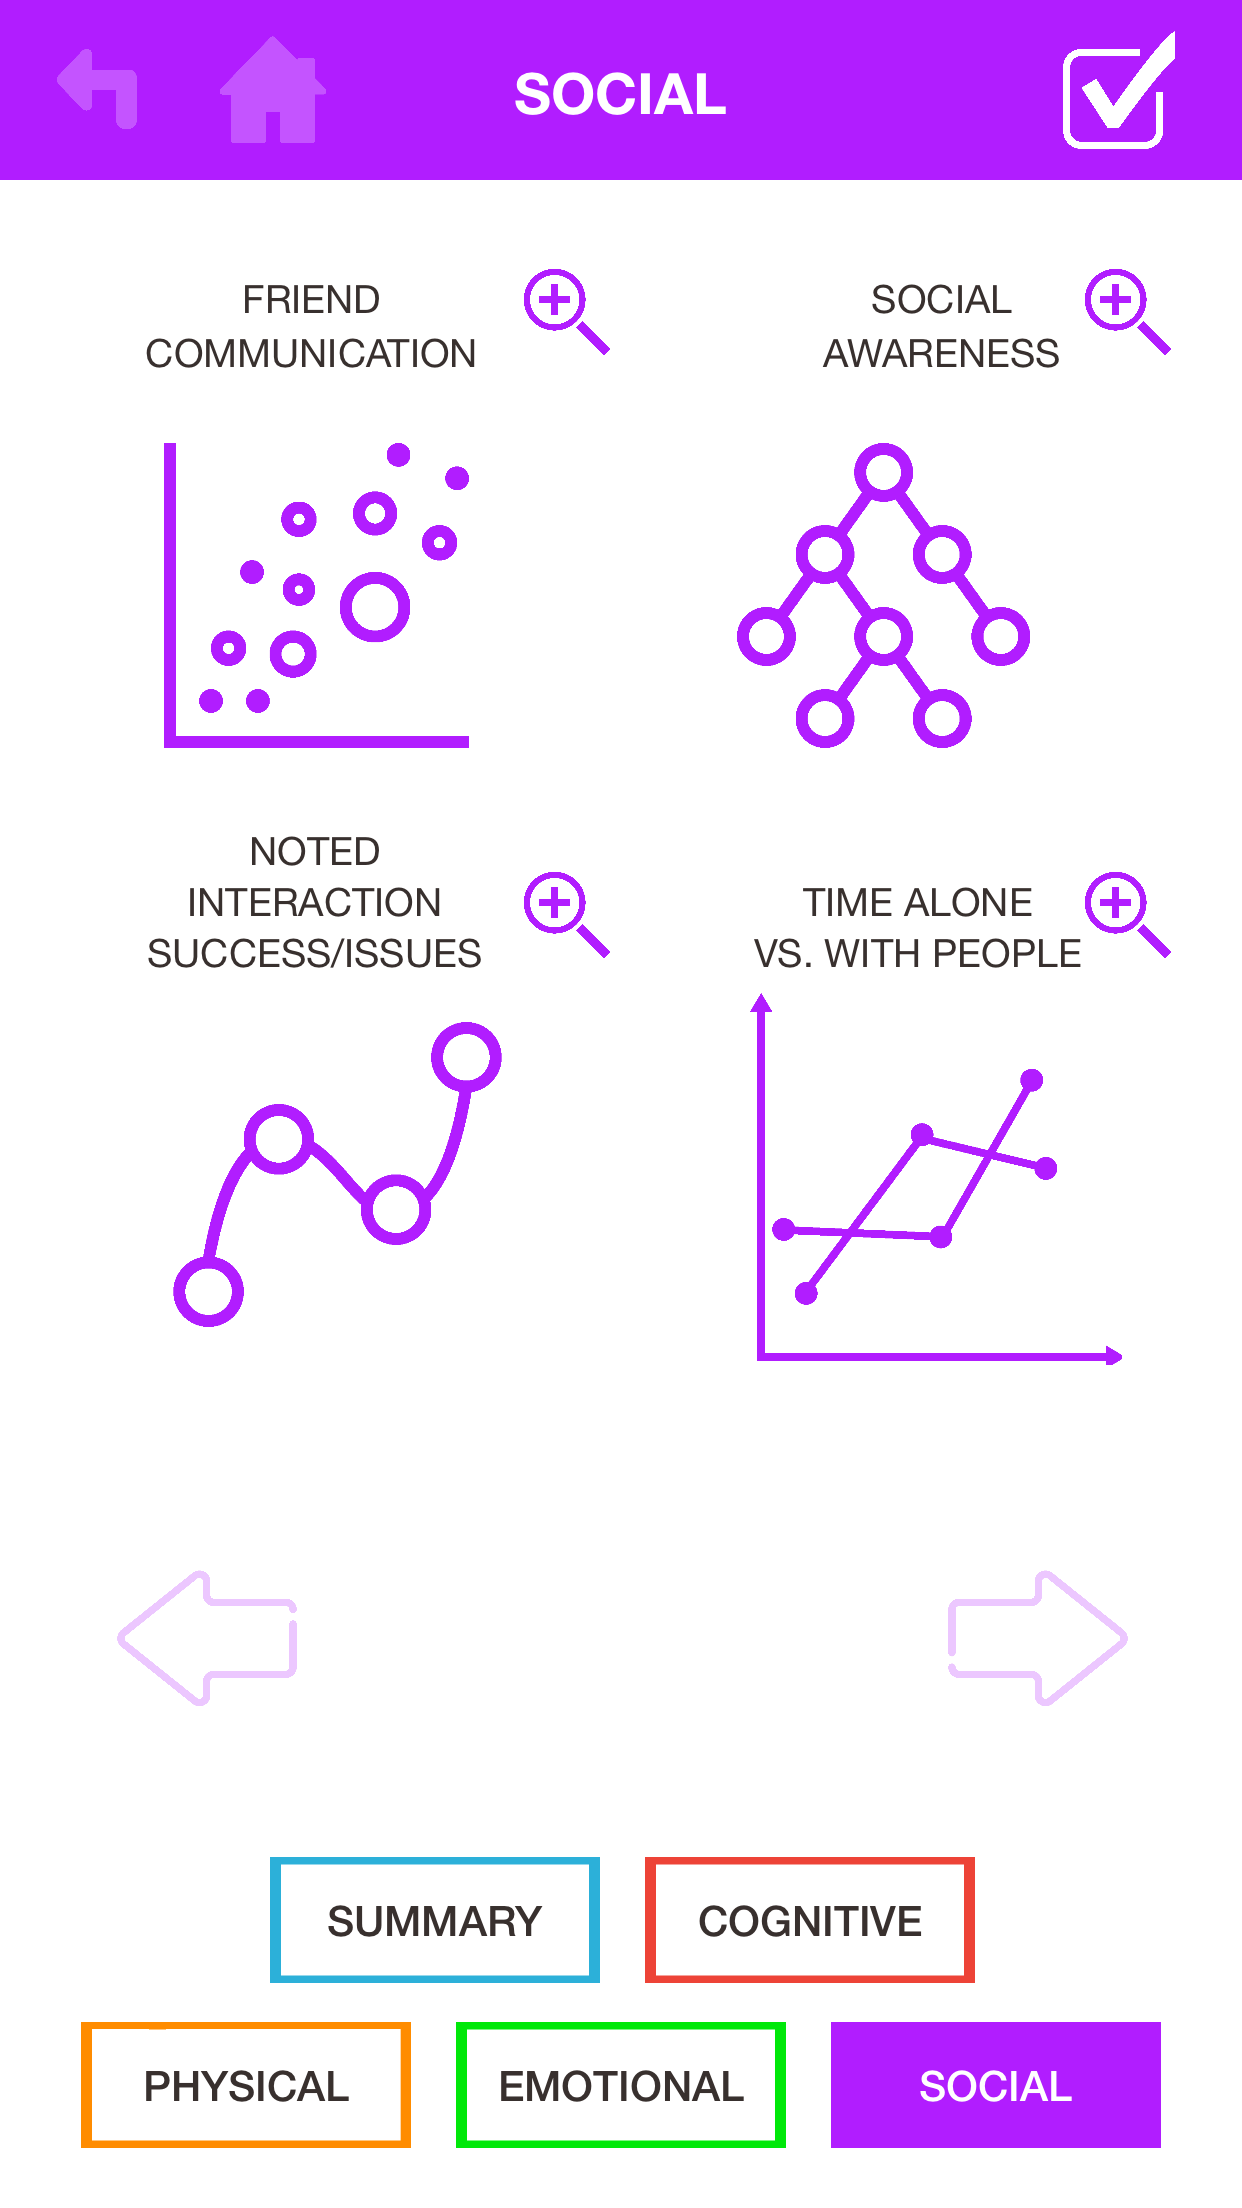 SOCIAL
FRIEND
COMMUNICATION
SOCIAL
AWARENESS
NOTED
INTERACTION
SUCCESS/ISSUES
TIME ALONE
VS. WITH PEOPLE
SUMMARY
COGNITIVE
PHYSICAL
EMOTIONAL
SOCIAL